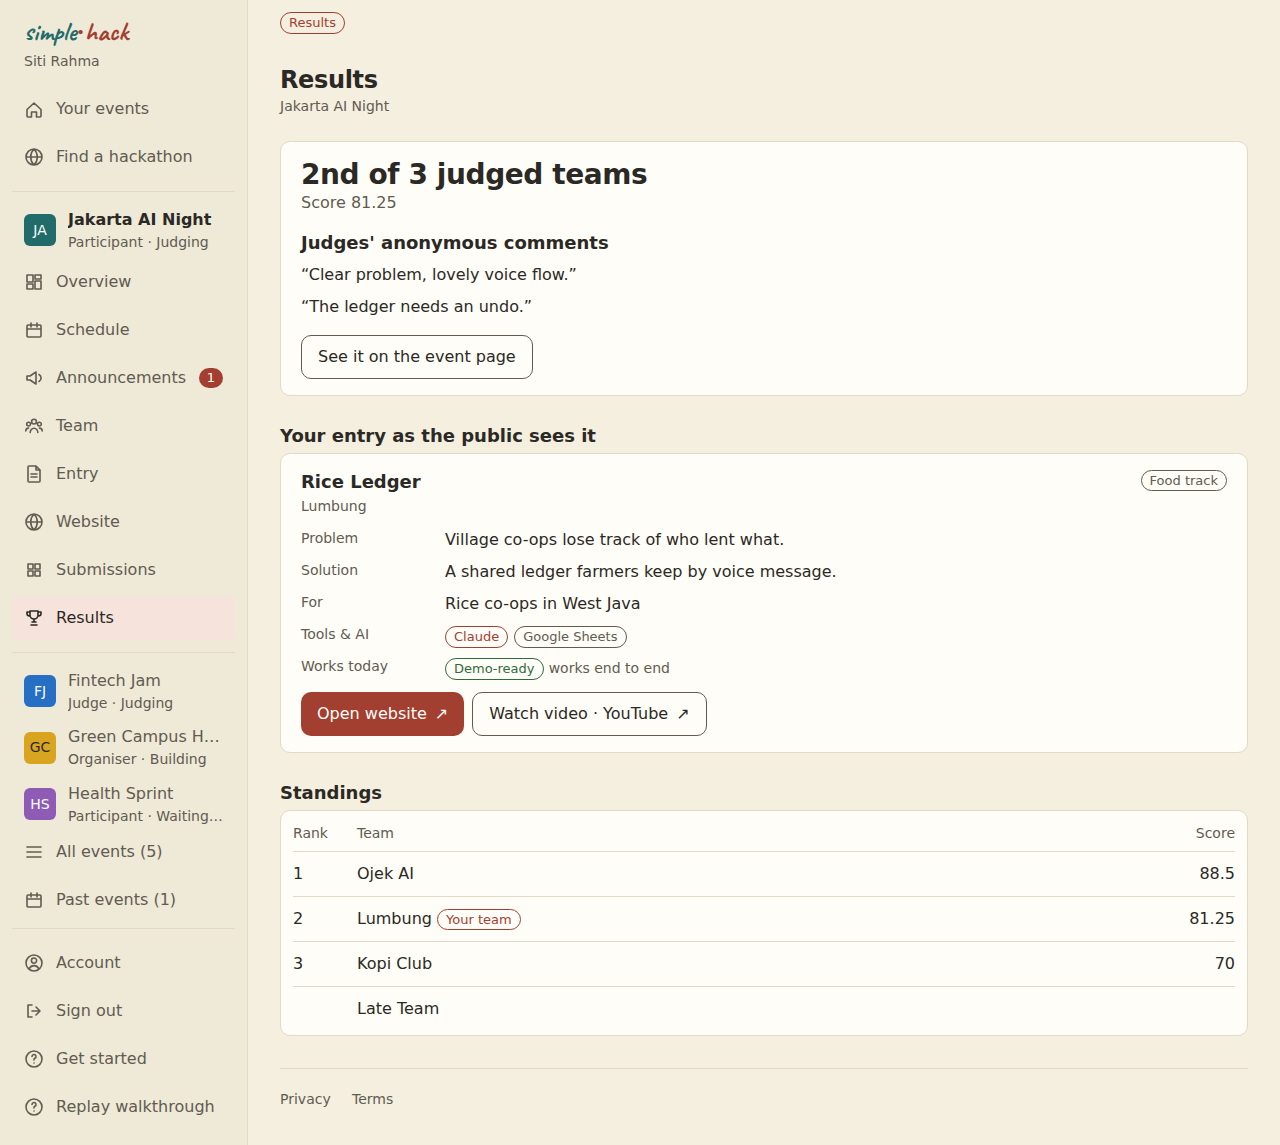 simple·hack
Siti Rahma
Your events
Find a hackathon
JA
Jakarta AI Night
Participant · Judging
Overview
Schedule
Announcements 1
Team
Entry
Website
Submissions
Results
FJ
Fintech Jam
Judge · Judging
GC
Green Campus H…
Organiser · Building
HS
Health Sprint
Participant · Waiting…
All events (5)
Past events (1)
Account
Sign out
Get started
Replay walkthrough
Results
Results
Jakarta AI Night
2nd of 3 judged teams
Score 81.25
Judges' anonymous comments
“Clear problem, lovely voice flow.”
“The ledger needs an undo.”
See it on the event page
Your entry as the public sees it
Rice Ledger Food track
Lumbung
Problem Village co-ops lose track of who lent what.
Solution A shared ledger farmers keep by voice message.
For Rice co-ops in West Java
Tools & AI Claude Google Sheets
Works today Demo-ready works end to end
Open website ↗ Watch video · YouTube ↗
Standings
Rank Team Score
1 Ojek AI 88.5
2 Lumbung Your team 81.25
3 Kopi Club 70
Late Team
Privacy Terms